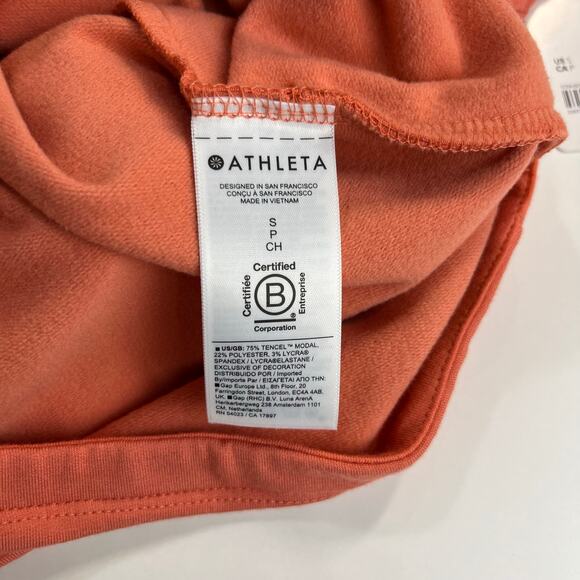 ATHLETA
DESIGNED IN SAN FRANCISCO
CONÇU À SAN FRANCISCO
MADE IN VIETNAM
S
P
CH
Certified
Certifiée
B
Entreprise
®
Corporation
■ US/GB: 75% TENCEL™ MODAL,
22% POLYESTER, 3% LYCRA®
SPANDEX / LYCRA®ELASTANE /
EXCLUSIVE OF DECORATION
DISTRIBUIDO POR / Imported
By/Importe Par / ΕΙΣΑΓΕΤΑΙ ΑΠΟ ΤΗΝ:
■Gap Europe Ltd., 8th Floor, 20
Farringdon Street, London, EC4A 4AB,
UK. ■Gap (RHC) B.V. Luna ArenA
Herikerbergweg 238 Amsterdam 1101
CM, Netherlands
RN 54023 / CA 17897
US
CA